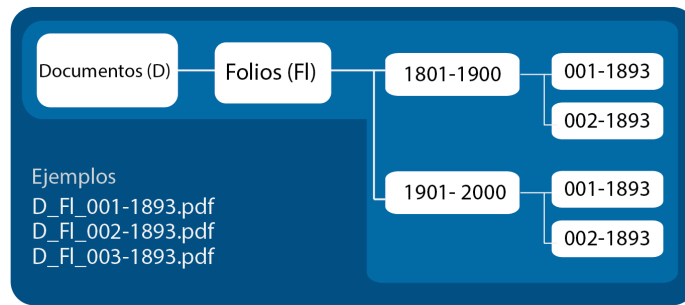 Documentos (D)
Folios (Fl)
1801-1900
001-1893
002-1893
1901- 2000
001-1893
002-1893
Ejemplos
D_Fl_001-1893.pdf
D_Fl_002-1893.pdf
D_Fl_003-1893.pdf